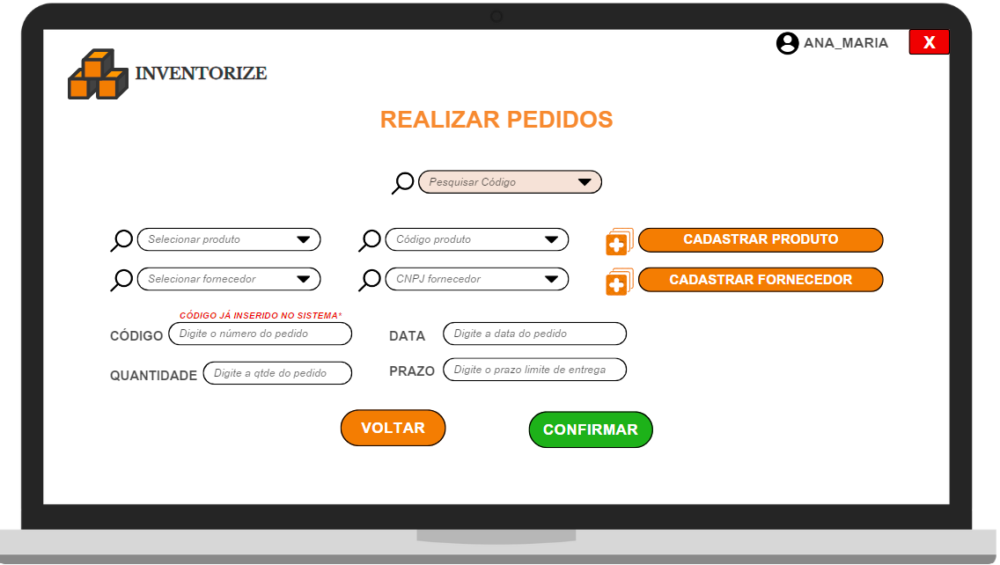 ANA_MARIA
X
INVENTORIZE
REALIZAR PEDIDOS
Pesquisar Código
Selecionar produto
Código produto
CADASTRAR PRODUTO
Selecionar fornecedor
CNPJ fornecedor
CADASTRAR FORNECEDOR
CÓDIGO JÁ INSERIDO NO SISTEMA*
CÓDIGO
Digite o número do pedido
DATA
Digite a data do pedido
QUANTIDADE
Digite a qtde do pedido
PRAZO
Digite o prazo limite de entrega
VOLTAR
CONFIRMAR